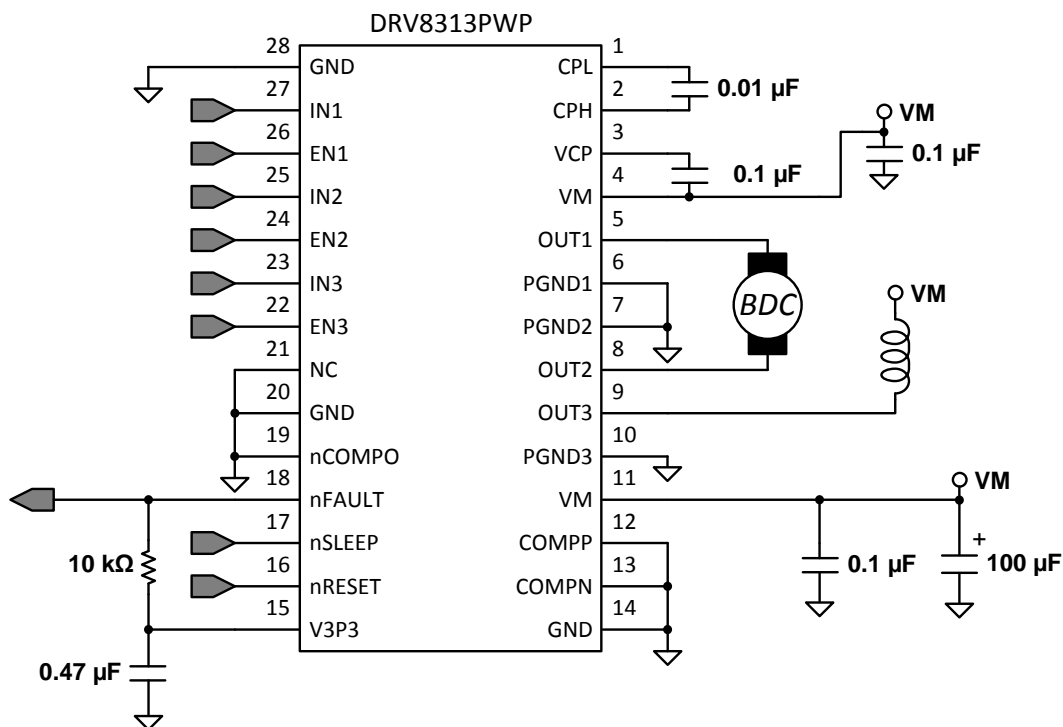 DRV8313PWP
28 GND
27 IN1
26 EN1
25 IN2
24 EN2
23 IN3
22 EN3
21 NC
20 GND
19 nCOMPO
18 nFAULT
17 nSLEEP
16 nRESET
15 V3P3
1 CPL
2 CPH
3 VCP
4 VM
5 OUT1
6 PGND1
7 PGND2
8 OUT2
9 OUT3
10 PGND3
11 VM
12 COMPP
13 COMPN
14 GND
0.01 µF
VM
0.1 µF
0.1 µF
BDC
VM
VM
+
0.1 µF
100 µF
10 kΩ
0.47 µF